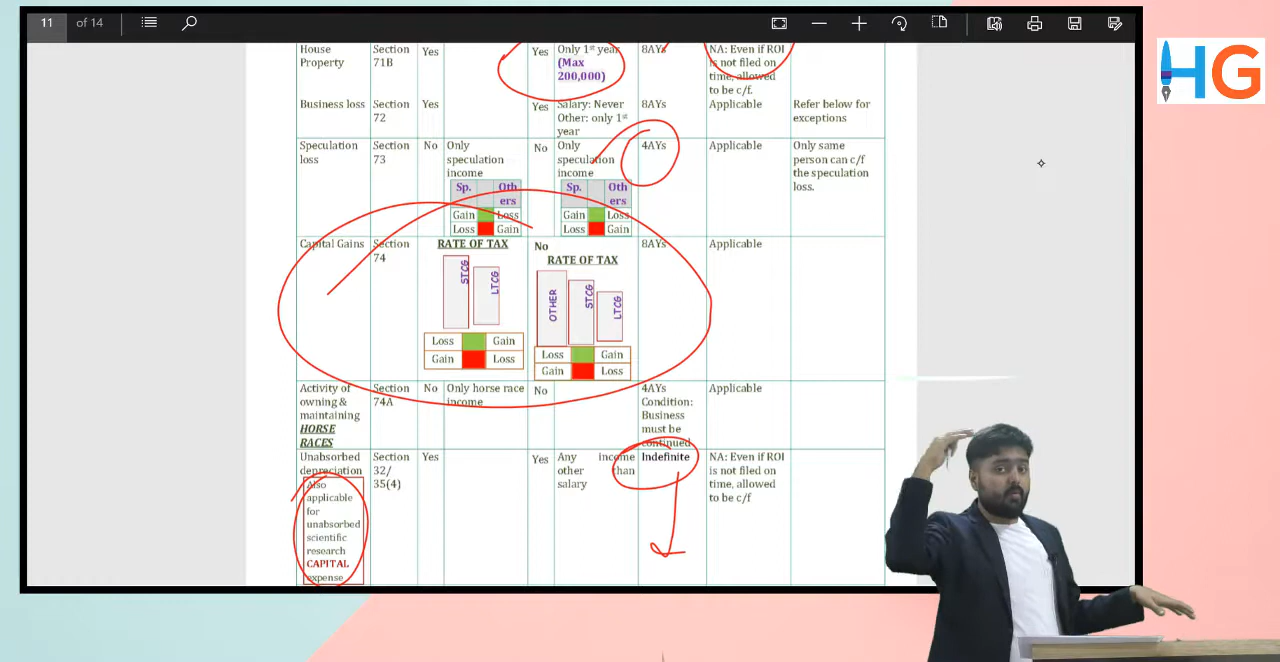 11 of 14
HG
House Property
Section 71B
Yes
Yes
Only 1st year
(Max 200,000)
8AYs
NA: Even if ROI is not filed on time, allowed to be c/f.
Business loss
Section 72
Yes
Yes
Salary: Never
Other: only 1st year
8AYs
Applicable
Refer below for exceptions
Speculation loss
Section 73
No
Only speculation income
Sp. Others
Gain Loss
Loss Gain
No
Only speculation income
Sp. Others
Gain Loss
Loss Gain
4AYs
Applicable
Only same person can c/f the speculation loss.
Capital Gains
Section 74
RATE OF TAX
STCG
LTCG
Loss Gain
Gain Loss
No
RATE OF TAX
OTHER
STCG
LTCG
Loss Gain
Gain Loss
8AYs
Applicable
Activity of owning & maintaining HORSE RACES
Section 74A
No
Only horse race income
No
4AYs
Condition: Business must be continued
Applicable
Unabsorbed depreciation
Also applicable for unabsorbed scientific research CAPITAL expense
Section 32/ 35(4)
Yes
Yes
Any income other than salary
Indefinite
NA: Even if ROI is not filed on time, allowed to be c/f